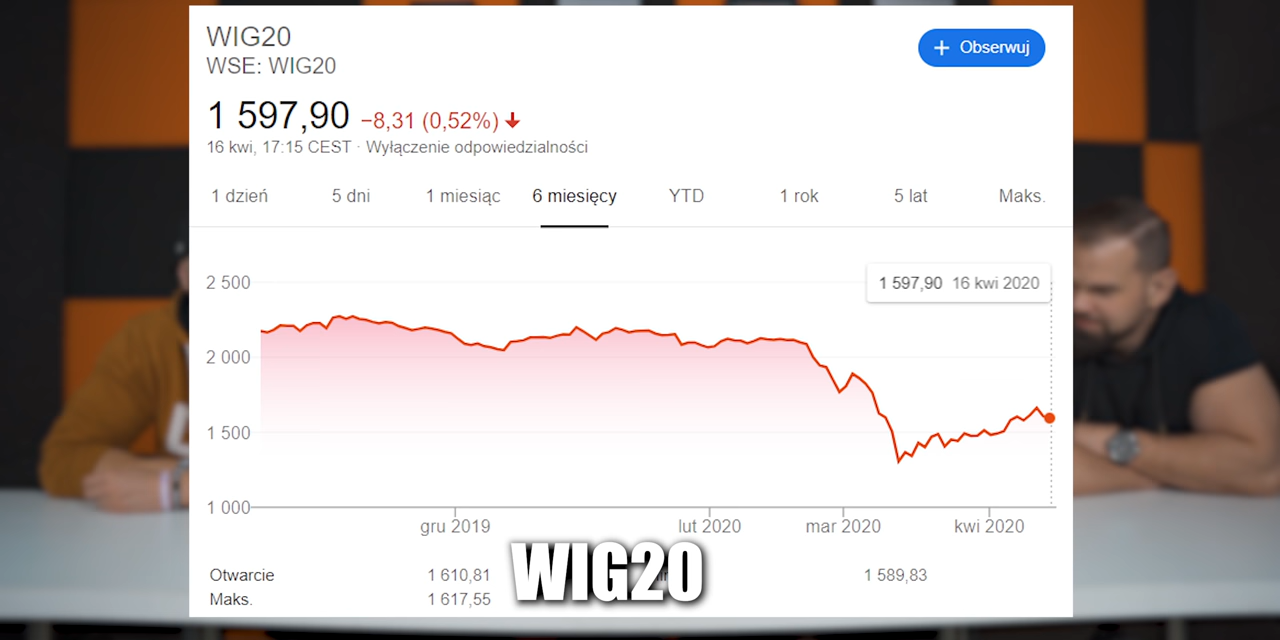 WIG20
WSE: WIG20
+ Obserwuj
1 597,90 −8,31 (0,52%) ↓
16 kwi, 17:15 CEST · Wyłączenie odpowiedzialności
1 dzień 5 dni 1 miesiąc 6 miesięcy YTD 1 rok 5 lat Maks.
1 597,90 16 kwi 2020
2 500
2 000
1 500
1 000
gru 2019 lut 2020 mar 2020 kwi 2020
Otwarcie 1 610,81 1 589,83
Maks. 1 617,55
WIG20